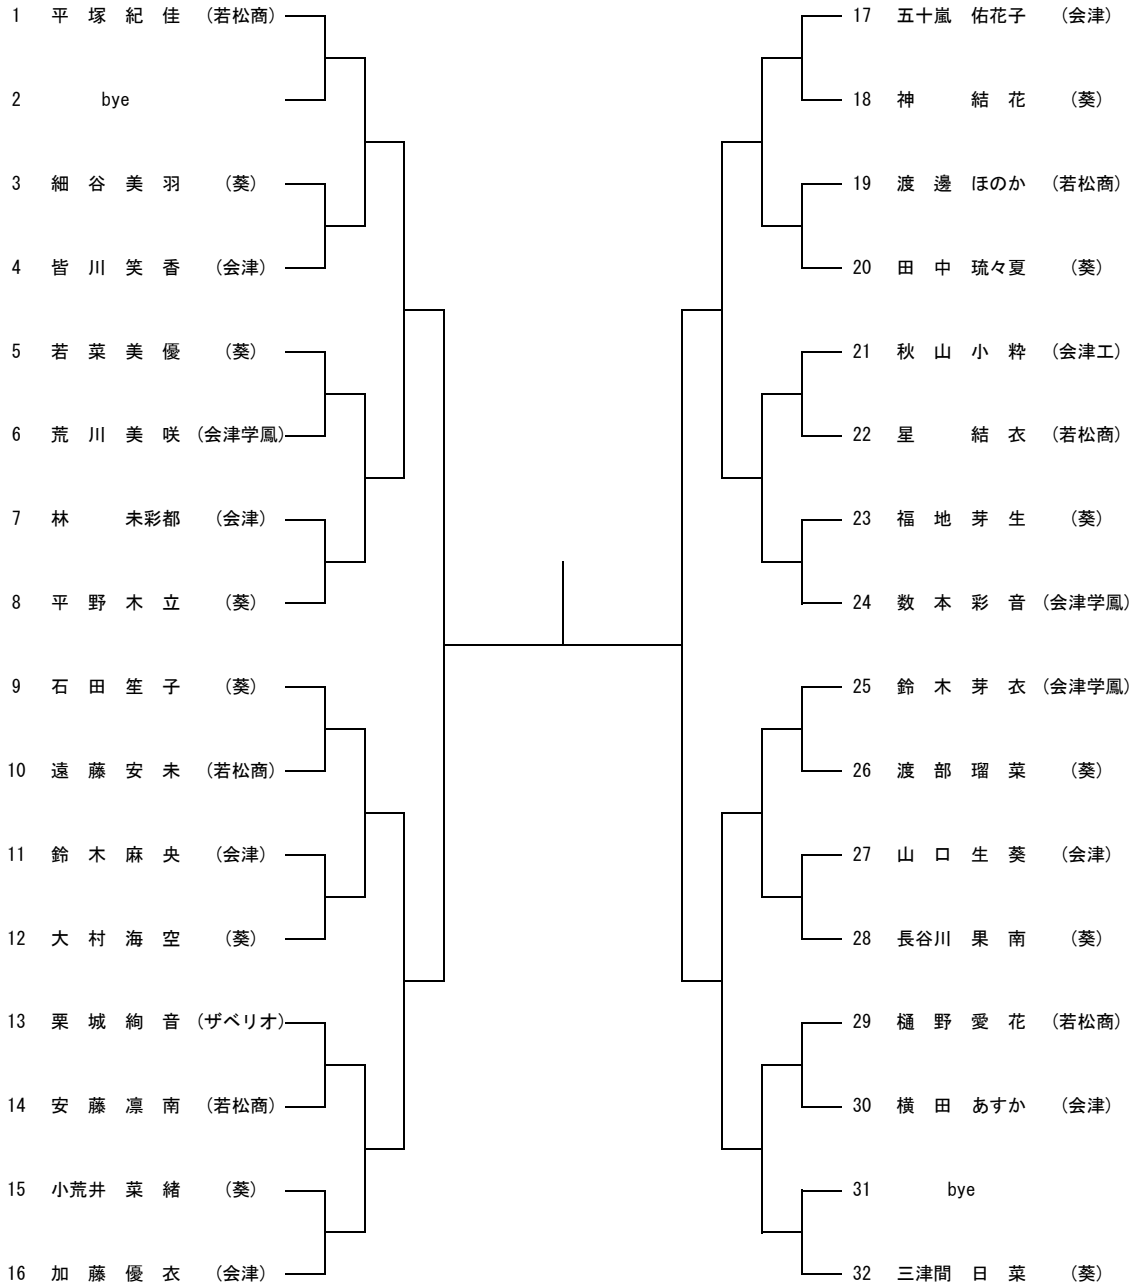 1 平 塚 紀 佳 (若松商)
2 bye
3 細 谷 美 羽 (葵)
4 皆 川 笑 香 (会津)
5 若 菜 美 優 (葵)
6 荒 川 美 咲 (会津学鳳)
7 林 未彩都 (会津)
8 平 野 木 立 (葵)
9 石 田 笙 子 (葵)
10 遠 藤 安 未 (若松商)
11 鈴 木 麻 央 (会津)
12 大 村 海 空 (葵)
13 栗 城 絢 音 (ザベリオ)
14 安 藤 凛 南 (若松商)
15 小荒井 菜 緒 (葵)
16 加 藤 優 衣 (会津)
17 五十嵐 佑花子 (会津)
18 神 結 花 (葵)
19 渡 邊 ほのか (若松商)
20 田 中 琉々夏 (葵)
21 秋 山 小 粋 (会津工)
22 星 結 衣 (若松商)
23 福 地 芽 生 (葵)
24 数 本 彩 音 (会津学鳳)
25 鈴 木 芽 衣 (会津学鳳)
26 渡 部 瑠 菜 (葵)
27 山 口 生 葵 (会津)
28 長谷川 果 南 (葵)
29 樋 野 愛 花 (若松商)
30 横 田 あすか (会津)
31 bye
32 三津間 日 菜 (葵)